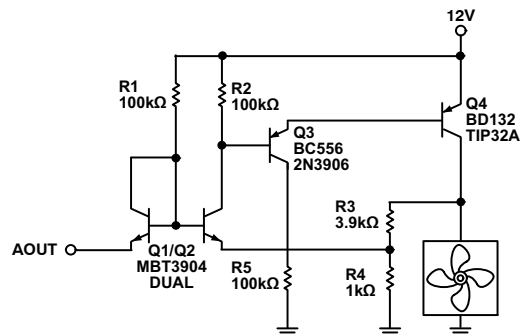 12V
R1
100kΩ
R2
100kΩ
Q3
BC556
2N3906
Q4
BD132
TIP32A
R3
3.9kΩ
AOUT
Q1/Q2
MBT3904
DUAL
R5
100kΩ
R4
1kΩ